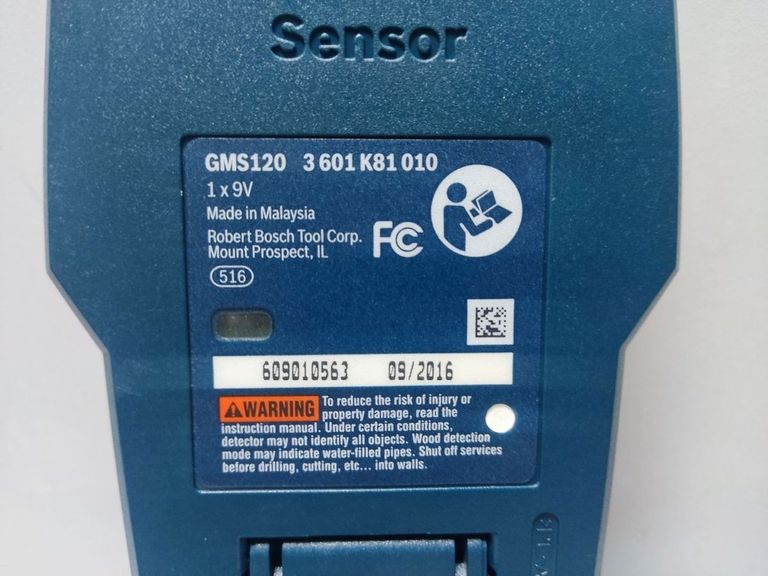 Sensor
GMS120 3 601 K81 010
1 x 9V
Made in Malaysia
Robert Bosch Tool Corp.
Mount Prospect, IL
FC
516
609010563 09/2016
WARNING To reduce the risk of injury or
property damage, read the
instruction manual. Under certain conditions,
detector may not identify all objects. Wood detection
mode may indicate water-filled pipes. Shut off services
before drilling, cutting, etc... into walls.